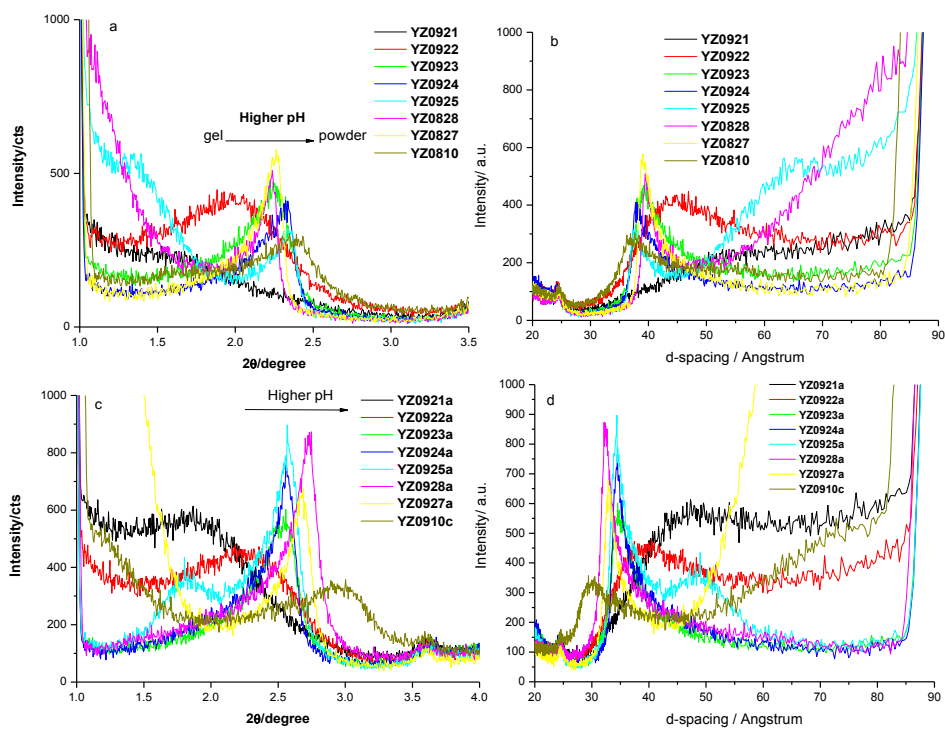 a
YZ0921
YZ0922
YZ0923
YZ0924
YZ0925
YZ0828
YZ0827
YZ0810
Higher pH
gel
powder
1000
500
0
1.0 1.5 2.0 2.5 3.0 3.5
Intensity/cts
2θ/degree
b
YZ0921
YZ0922
YZ0923
YZ0924
YZ0925
YZ0828
YZ0827
YZ0810
1000
800
600
400
200
0
20 30 40 50 60 70 80 90
Intensity/ a.u.
d-spacing / Angstrum
c
Higher pH
YZ0921a
YZ0922a
YZ0923a
YZ0924a
YZ0925a
YZ0928a
YZ0927a
YZ0910c
1000
800
600
400
200
0
1.0 1.5 2.0 2.5 3.0 3.5 4.0
Intensity/cts
2θ/degree
d
YZ0921a
YZ0922a
YZ0923a
YZ0924a
YZ0925a
YZ0928a
YZ0927a
YZ0910c
1000
900
800
700
600
500
400
300
200
100
0
20 30 40 50 60 70 80 90
Intensity/ a.u.
d-spacing / Angstrum